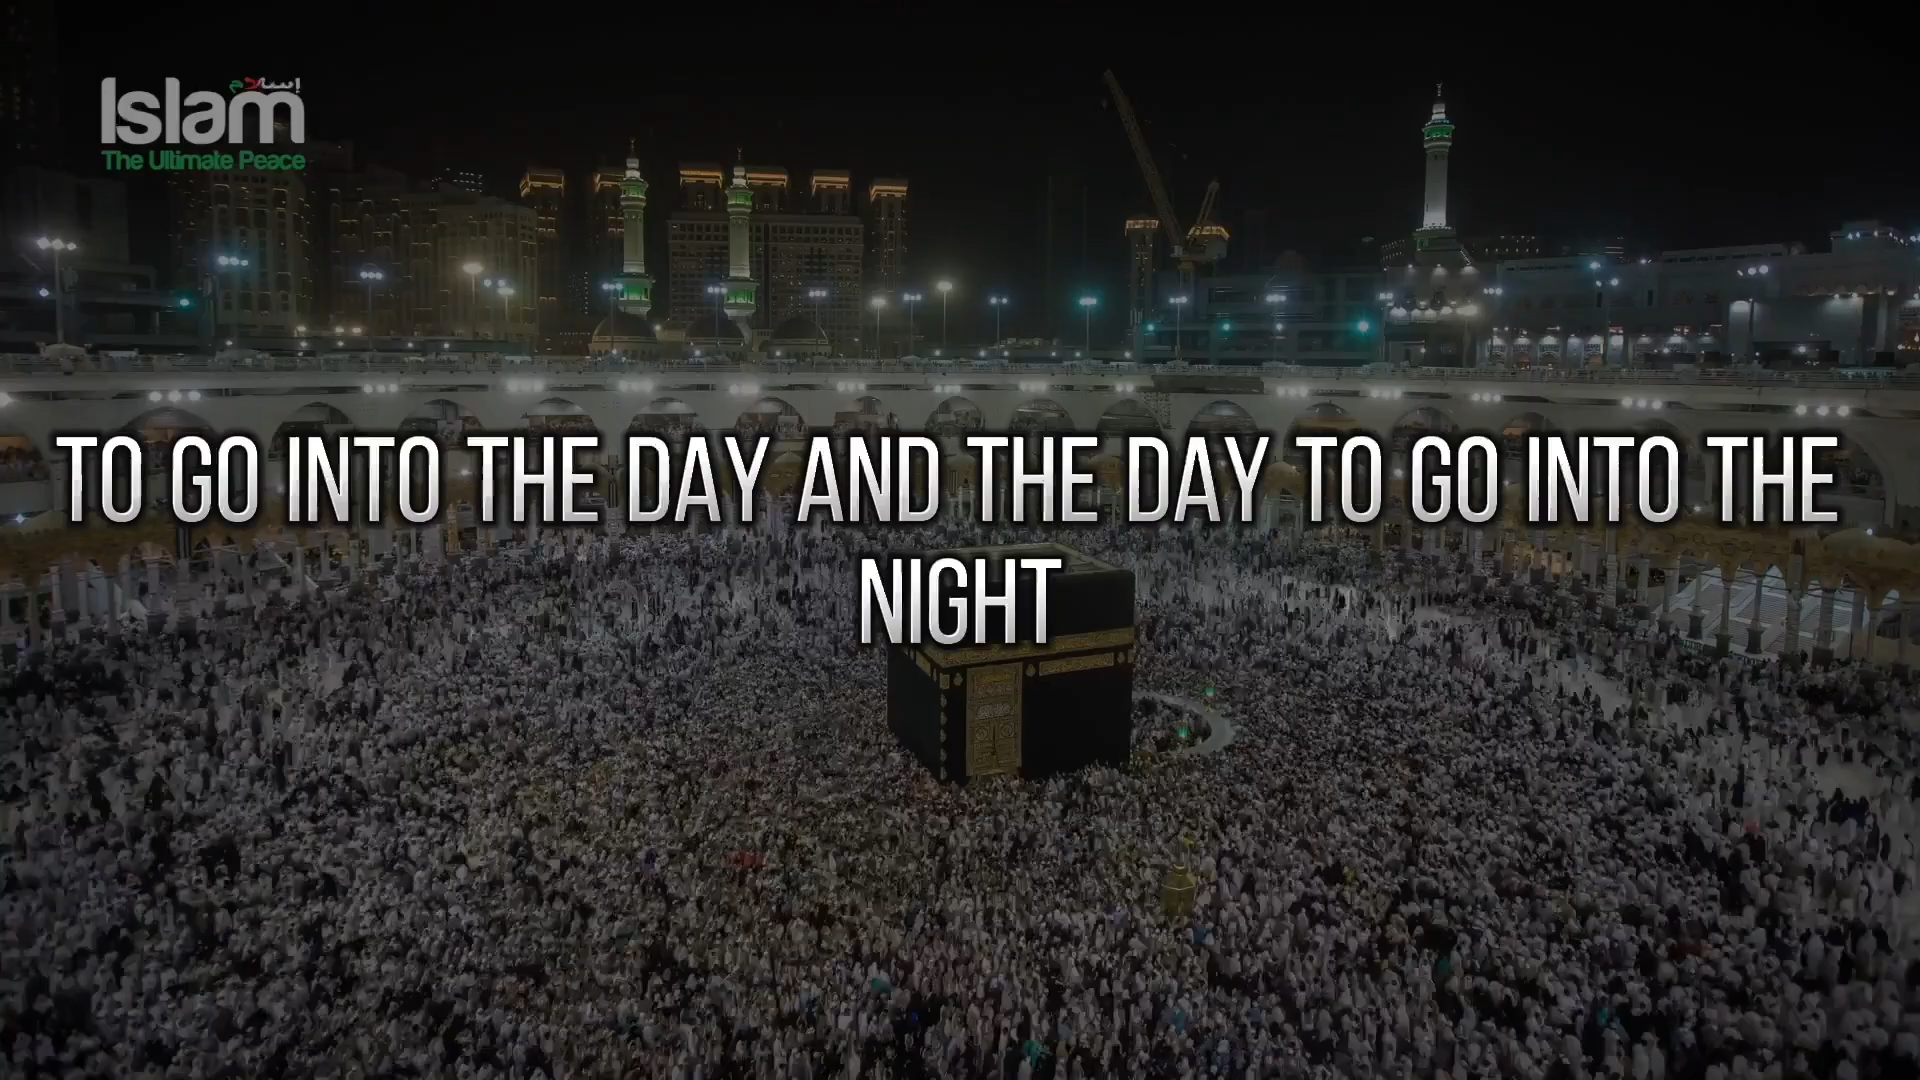 إسلام
Islam
The Ultimate Peace
TO GO INTO THE DAY AND THE DAY TO GO INTO THE
NIGHT